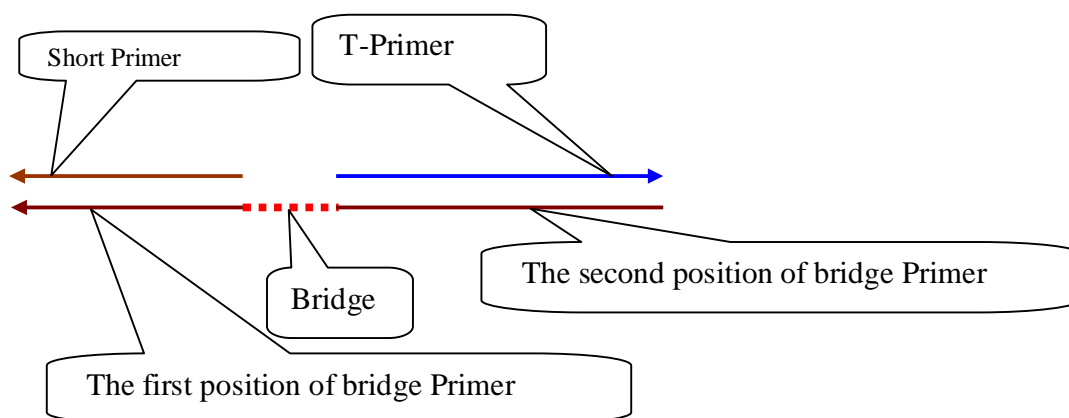 Short Primer
T-Primer
The second position of bridge Primer
Bridge
The first position of bridge Primer